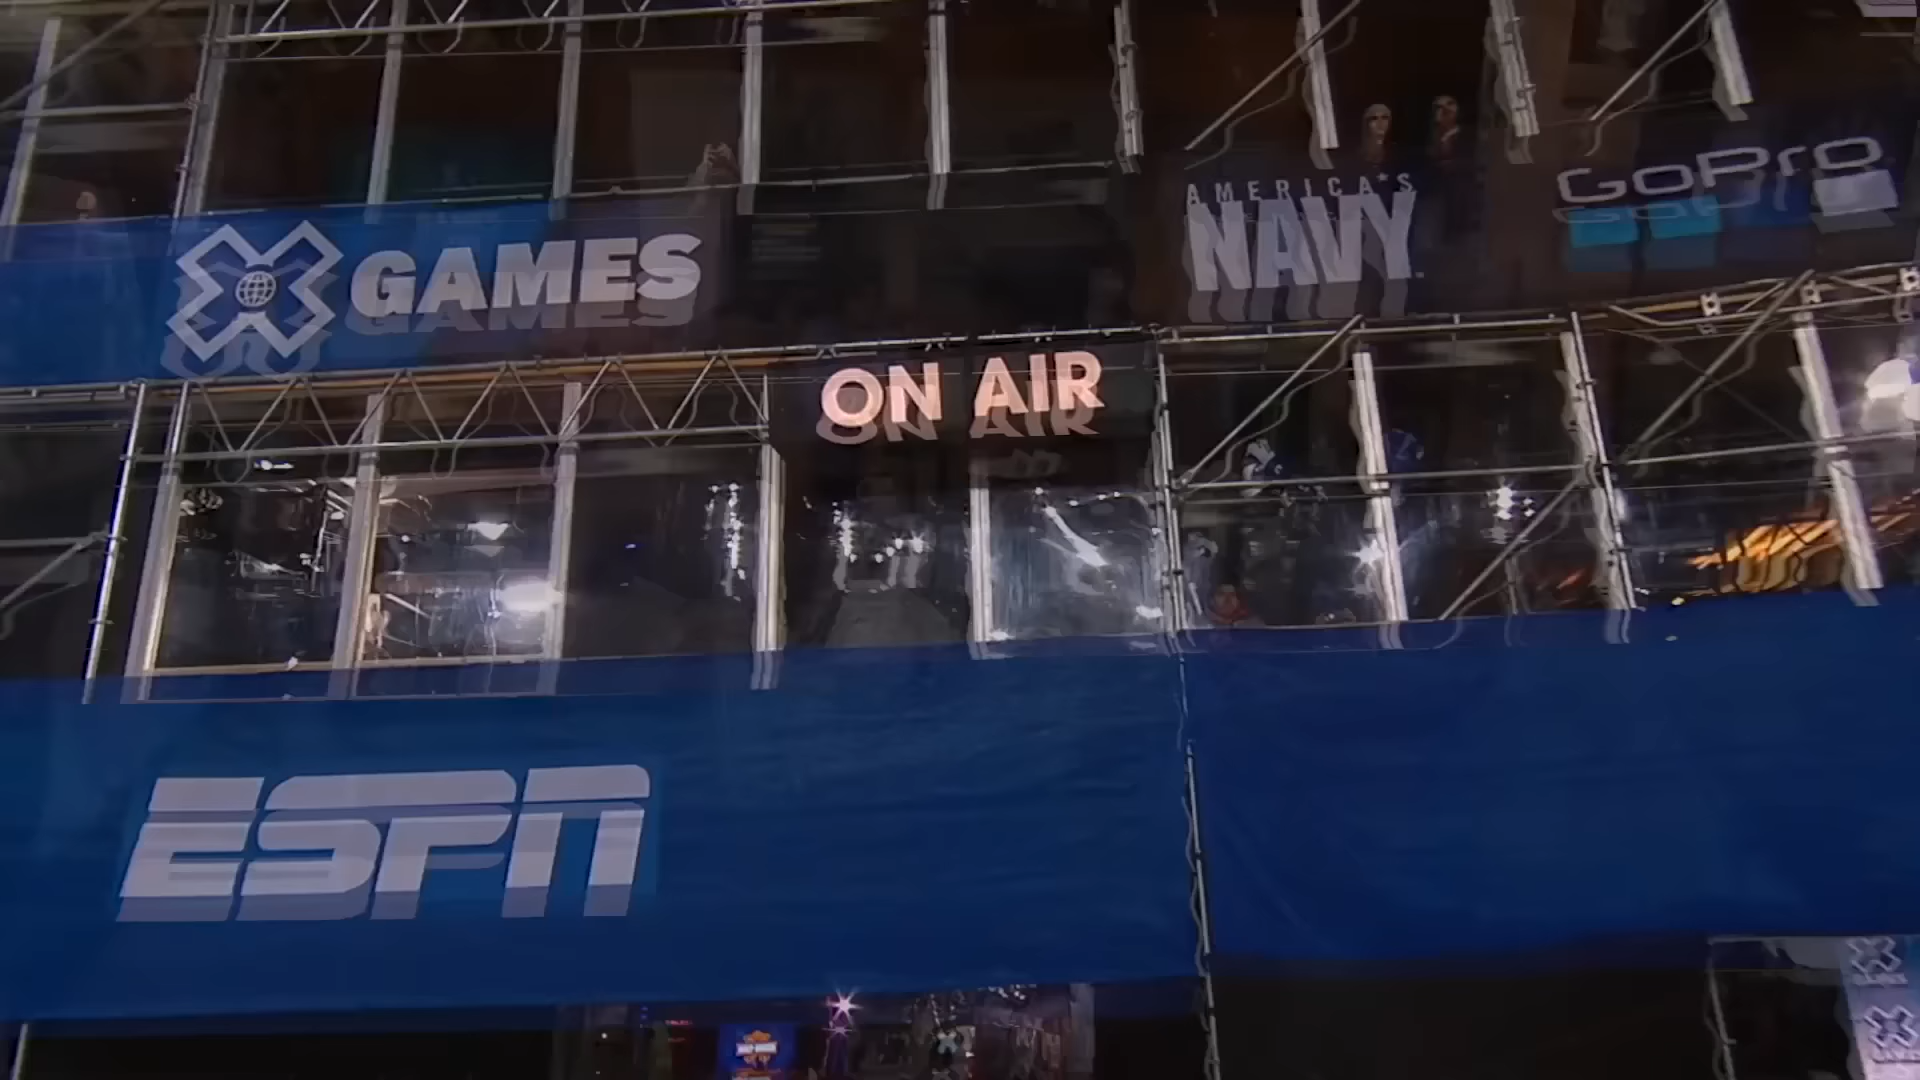 X GAMES
AMERICA'S
NAVY
GoPro
ON AIR
ESPN